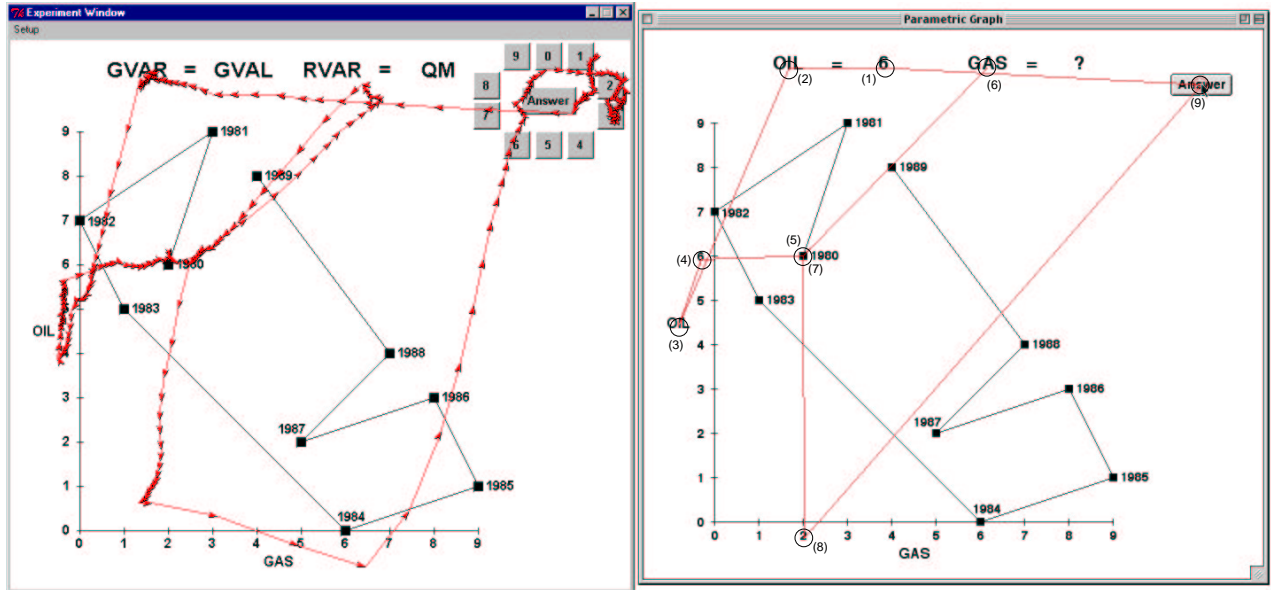 Experiment Window
Setup
GVAR = GVAL RVAR = QM
9 0 1
8 2
Answer
7
6 5 4
9
1981
8
1989
7
1982
6
1980
1983
OIL
4
1988
3
1986
2
1987
1
1985
1984
0
0 1 2 3 4 5 6 7 8 9
GAS
Parametric Graph
OIL = 6 GAS = ?
(2) (1) (6)
Answer
(9)
9
1981
8
1989
7
1982
(5)
6
1980
(4)
(7)
5
1983
OIL
(3)
4
1988
3
1986
2
1987
1
1985
1984
0
0 1 2 3 4 5 6 7 8 9
(8)
GAS